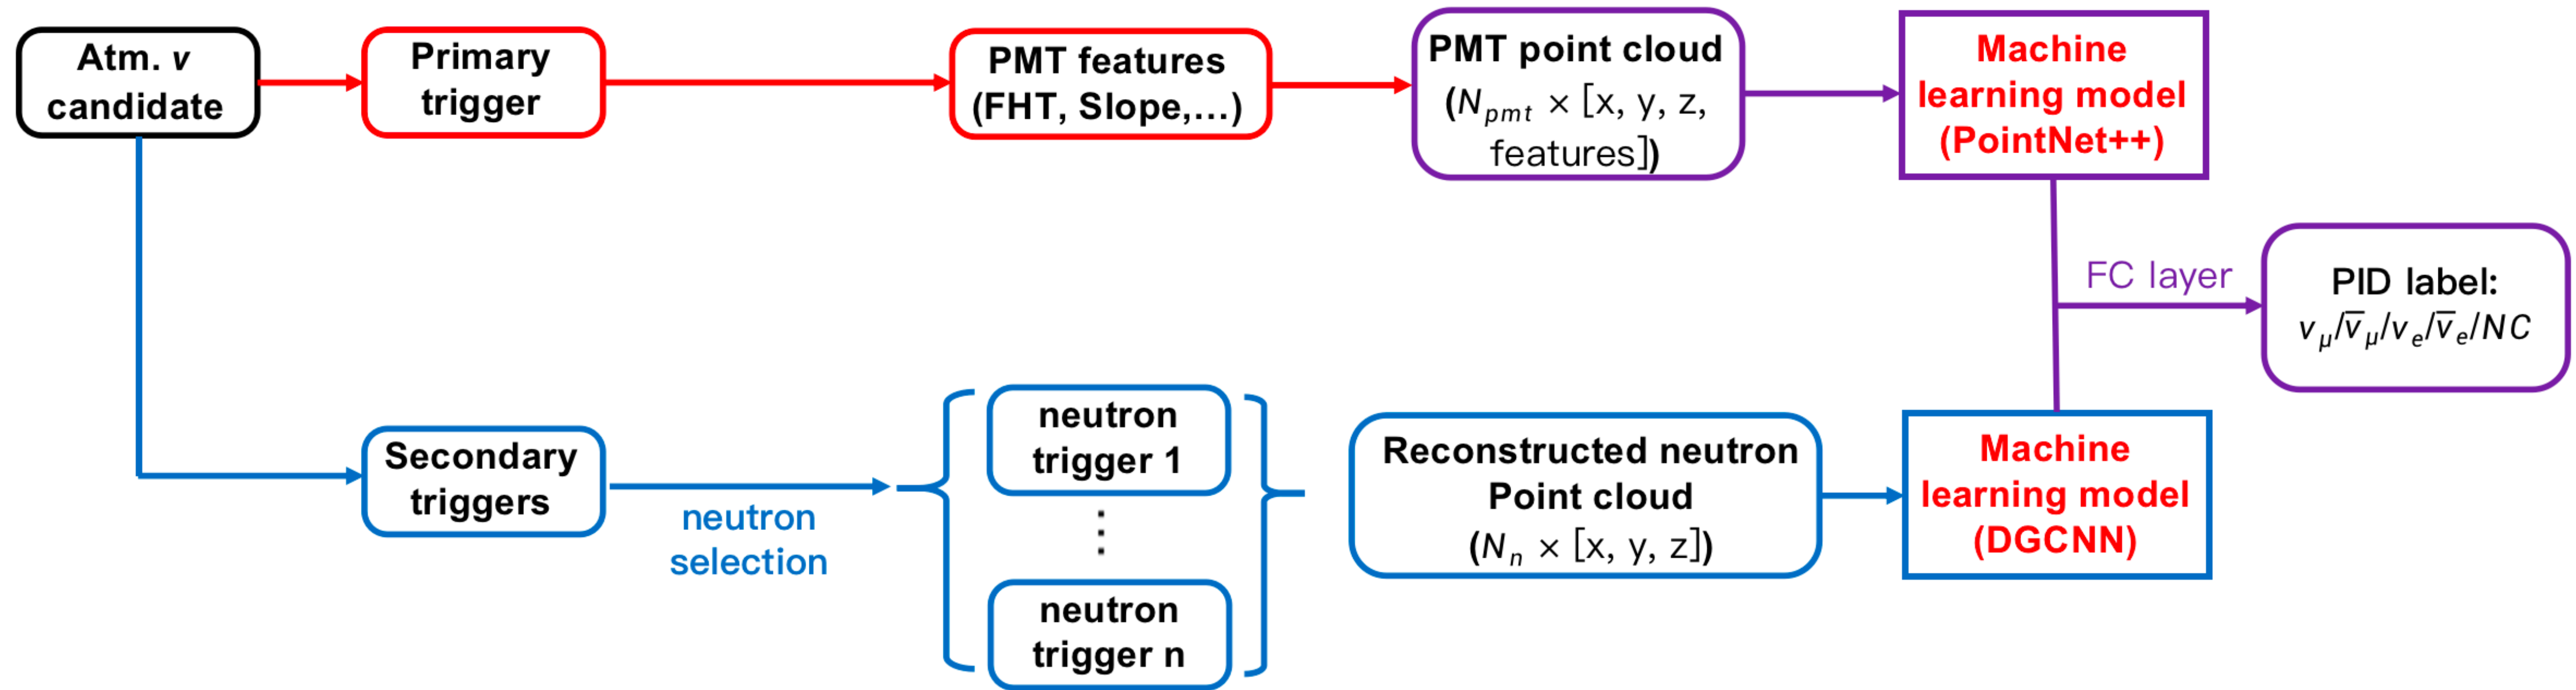 Atm. ν
candidate
Primary
trigger
PMT features
(FHT, Slope,...)
PMT point cloud
(N_pmt × [x, y, z,
features])
Machine
learning model
(PointNet++)
FC layer
PID label:
ν_μ/ν̅_μ/ν_e/ν̅_e/NC
Secondary
triggers
neutron
selection
neutron
trigger 1
⋮
neutron
trigger n
Reconstructed neutron
Point cloud
(N_n × [x, y, z])
Machine
learning model
(DGCNN)